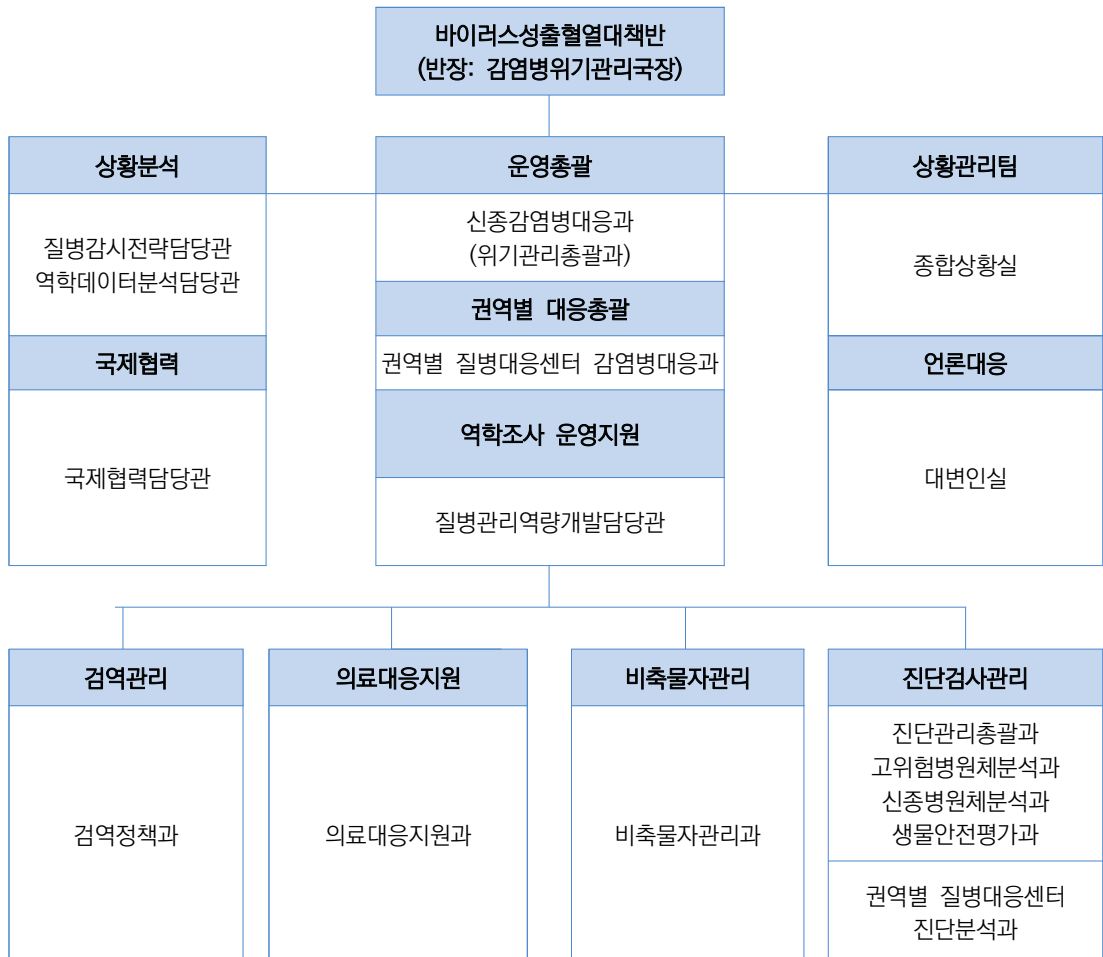 바이러스성출혈열대책반
(반장: 감염병위기관리국장)
상황분석
질병감시전략담당관
역학데이터분석담당관
국제협력
국제협력담당관
운영총괄
신종감염병대응과
(위기관리총괄과)
권역별 대응총괄
권역별 질병대응센터 감염병대응과
역학조사 운영지원
질병관리역량개발담당관
상황관리팀
종합상황실
언론대응
대변인실
검역관리
검역정책과
의료대응지원
의료대응지원과
비축물자관리
비축물자관리과
진단검사관리
진단관리총괄과
고위험병원체분석과
신종병원체분석과
생물안전평가과
권역별 질병대응센터
진단분석과